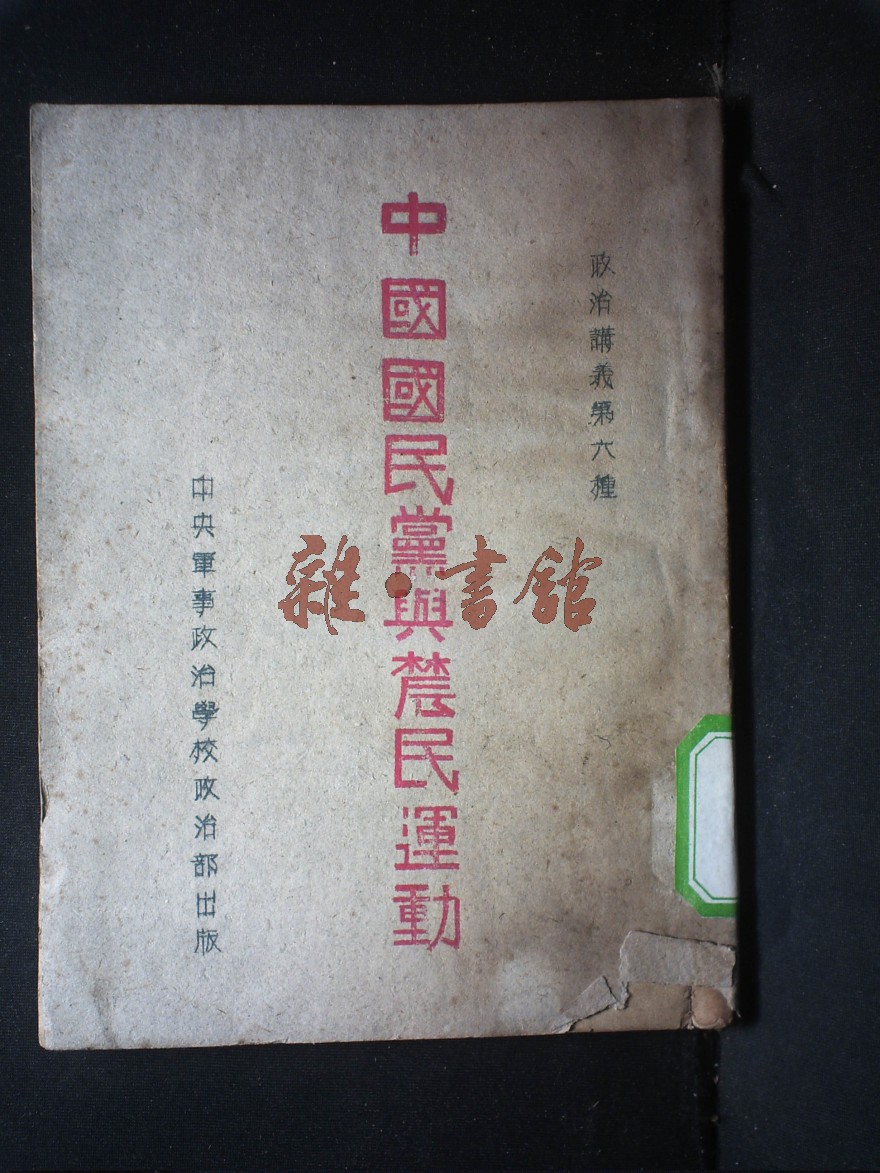 政治講義第六種
中國國民黨與農民運動
中央軍事政治學校政治部出版
雜·書館